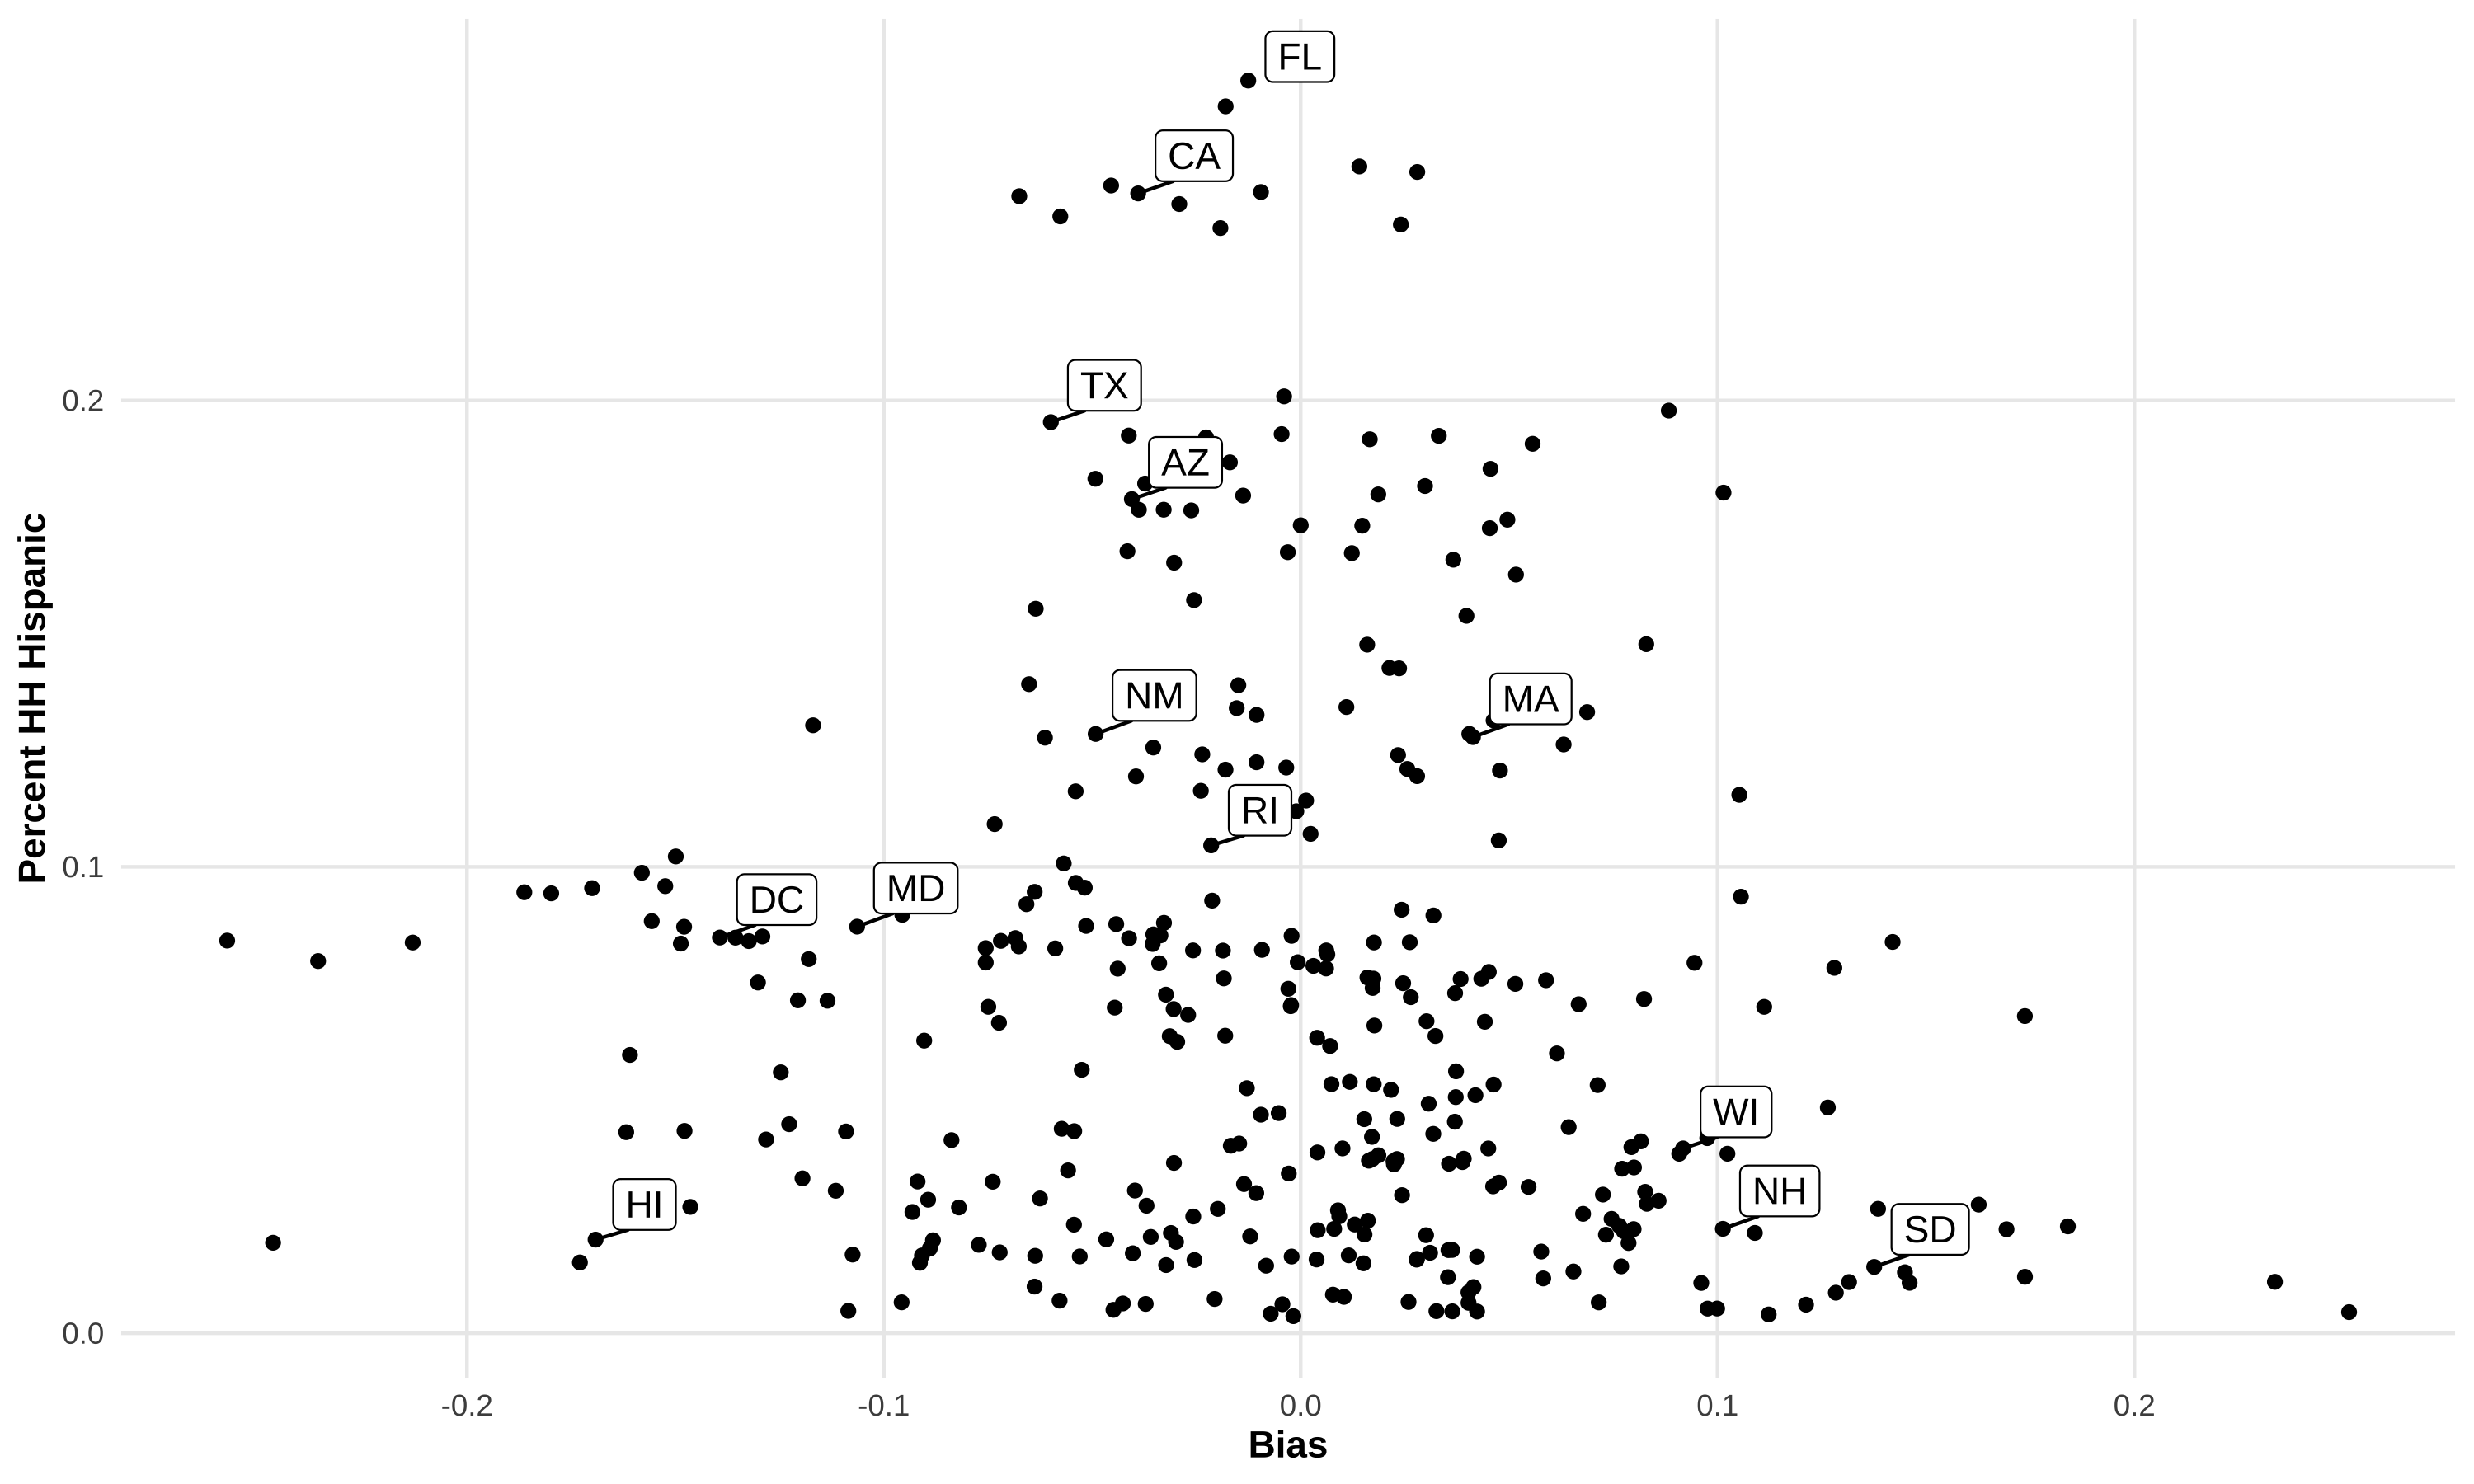 FL
CA
TX
AZ
NM
MA
RI
MD
DC
WI
NH
HI
SD
0.2
0.1
0.0
Percent HH Hispanic
-0.2
-0.1
0.0
0.1
0.2
Bias